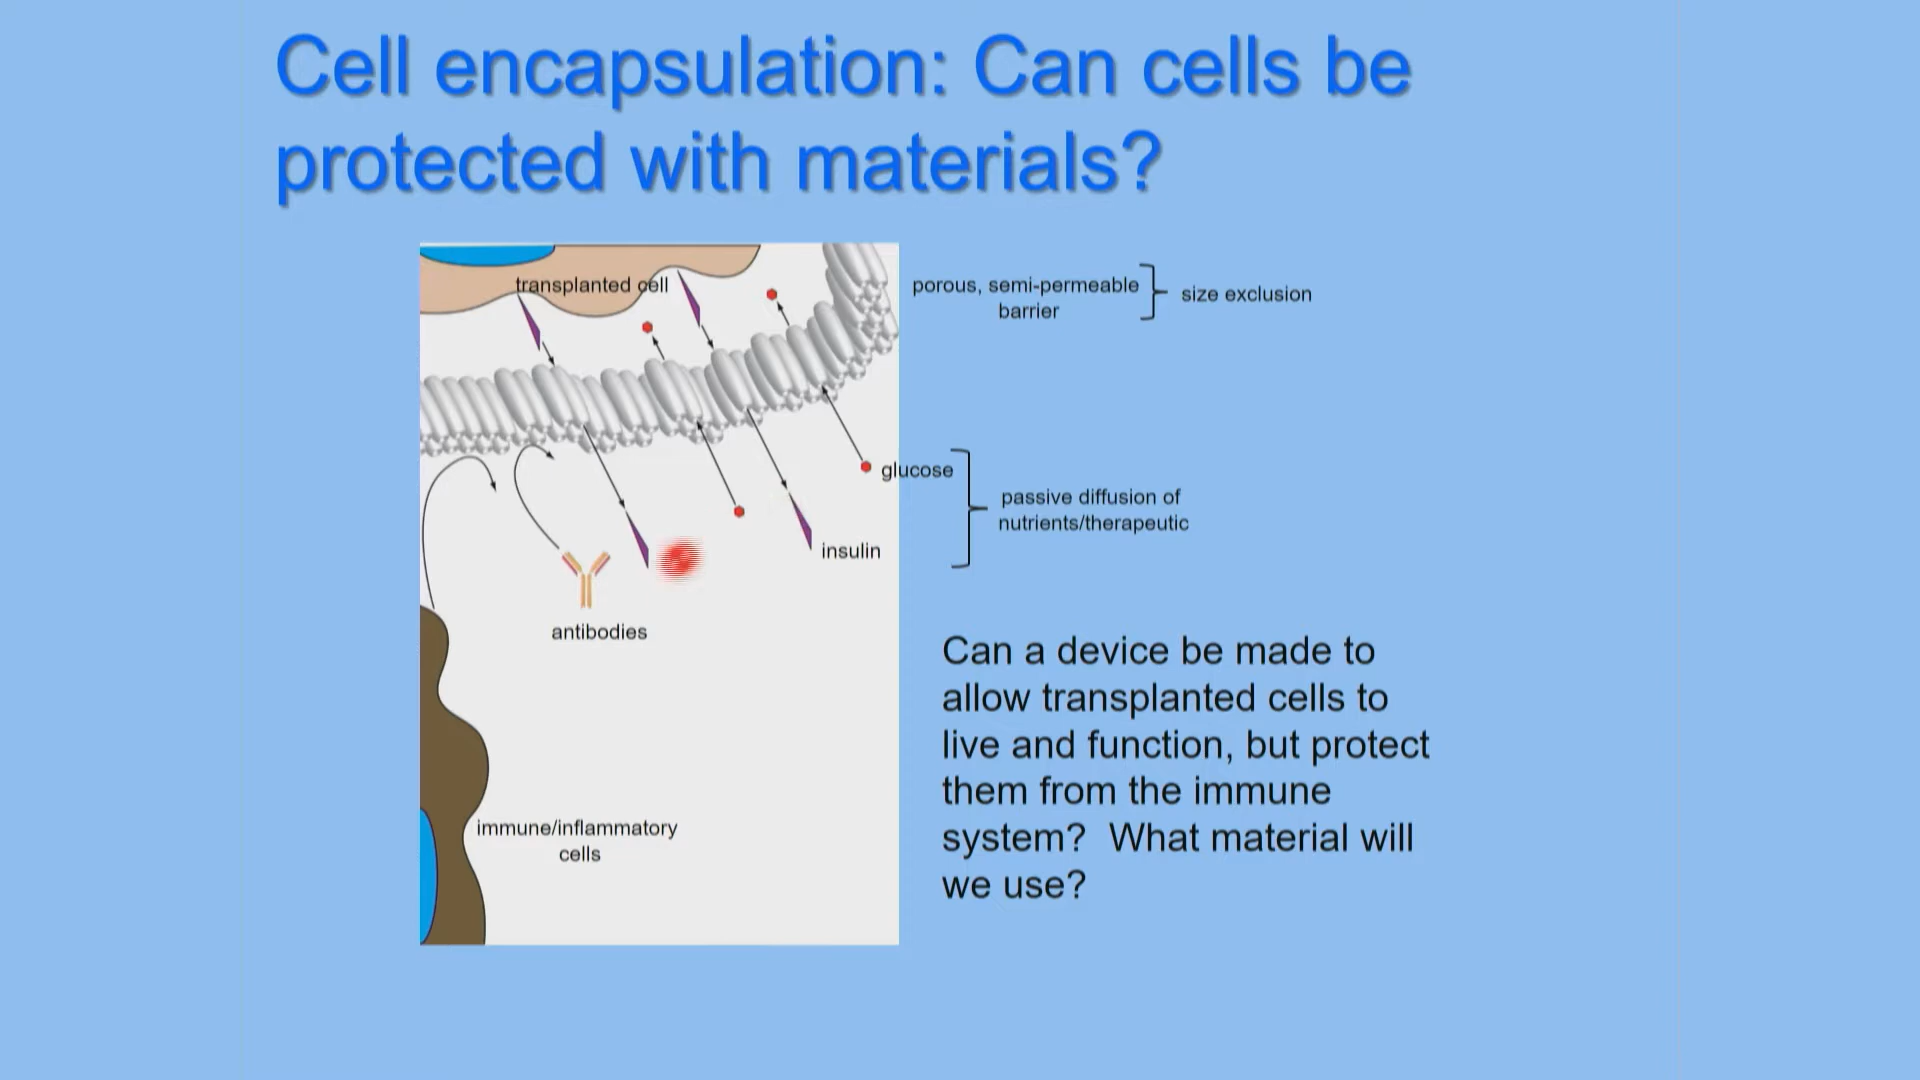 Cell encapsulation: Can cells be
protected with materials?
transplanted cell
porous, semi-permeable
barrier
size exclusion
glucose
passive diffusion of
nutrients/therapeutic
insulin
antibodies
immune/inflammatory
cells
Can a device be made to
allow transplanted cells to
live and function, but protect
them from the immune
system?  What material will
we use?